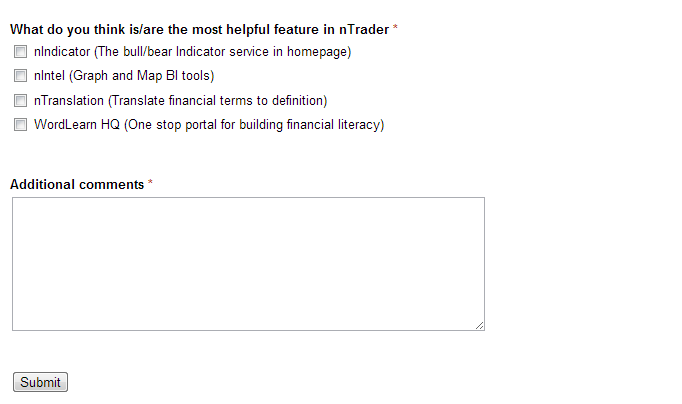 What do you think is/are the most helpful feature in nTrader *
nIndicator (The bull/bear Indicator service in homepage)
nIntel (Graph and Map BI tools)
nTranslation (Translate financial terms to definition)
WordLearn HQ (One stop portal for building financial literacy)
Additional comments *
Submit